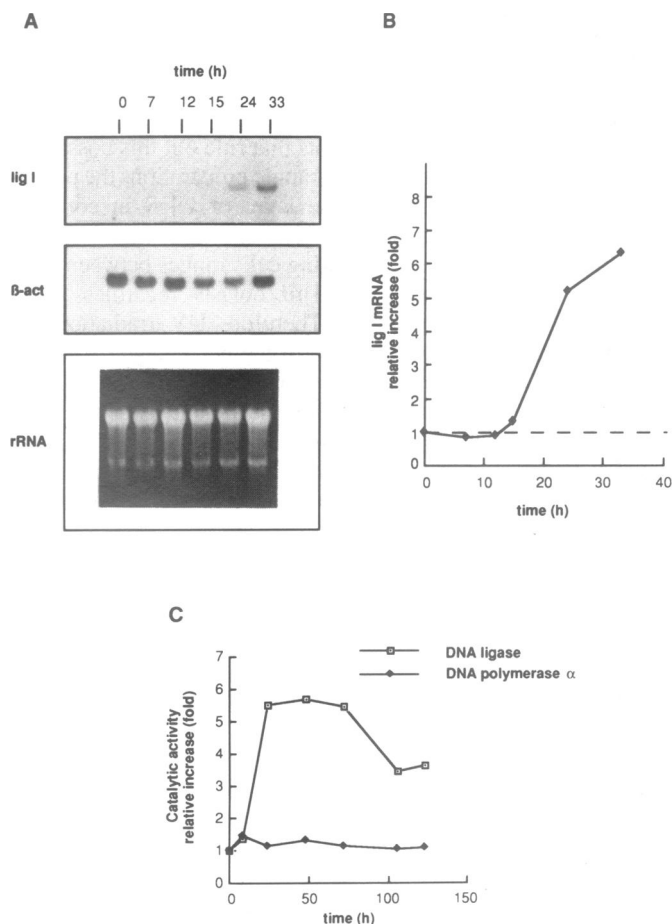 A
time (h)
0 7 12 15 24 33
lig I
ß-act
rRNA
B
lig I mRNA
relative increase (fold)
8
7
6
5
4
3
2
1
0
0 10 20 30 40
time (h)
C
DNA ligase
DNA polymerase α
Catalytic activity
relative increase (fold)
7
6
5
4
3
2
1
0
0 50 100 150
time (h)